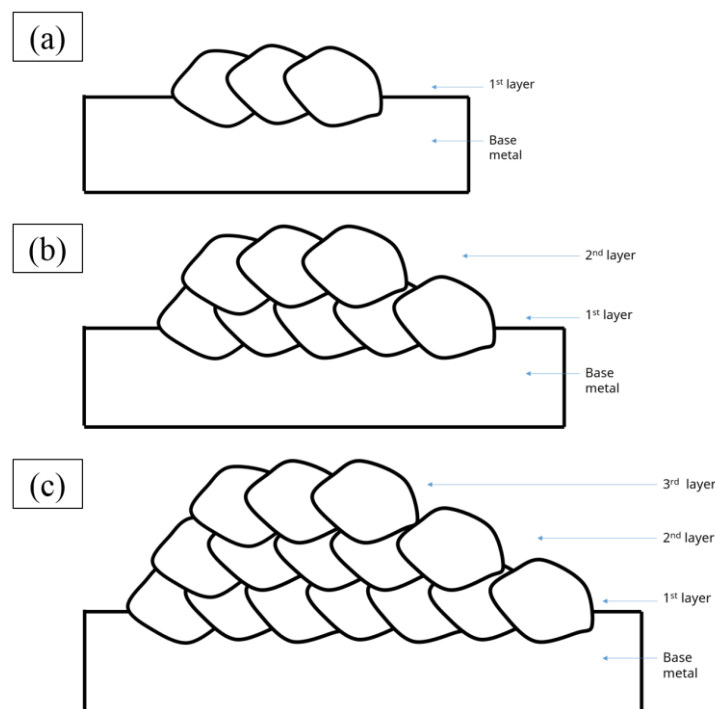 (a)
1st layer
Base
metal
(b)
2nd layer
1st layer
Base
metal
(c)
3rd layer
2nd layer
1st layer
Base
metal